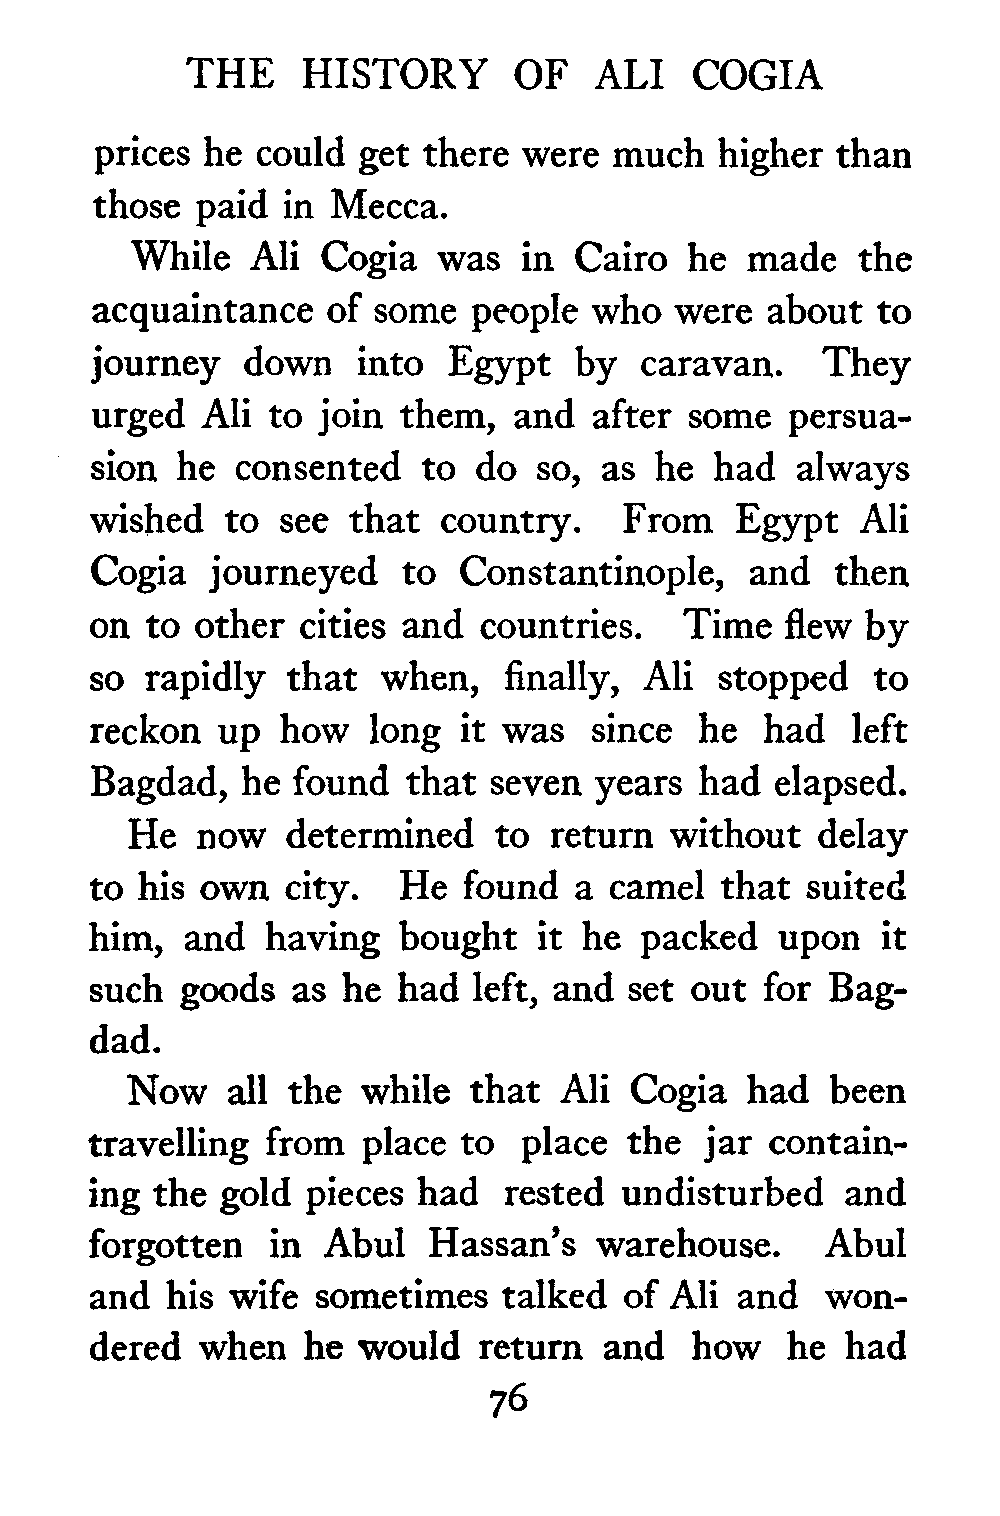 THE HISTORY OF ALI COGIA
prices he could get there were much higher than
those paid in Mecca.
While Ali Cogia was in Cairo he made the
acquaintance of some people who were about to
journey down into Egypt by caravan. They
urged Ali to join them, and after some persua-
sion he consented to do so, as he had always
wished to see that country. From Egypt Ali
Cogia journeyed to Constantinople, and then
on to other cities and countries. Time flew by
so rapidly that when, finally, Ali stopped to
reckon up how long it was since he had left
Bagdad, he found that seven years had elapsed.
He now determined to return without delay
to his own city. He found a camel that suited
him, and having bought it he packed upon it
such goods as he had left, and set out for Bag-
dad.
Now all the while that Ali Cogia had been
travelling from place to place the jar contain-
ing the gold pieces had rested undisturbed and
forgotten in Abul Hassan's warehouse. Abul
and his wife sometimes talked of Ali and won-
dered when he would return and how he had
76